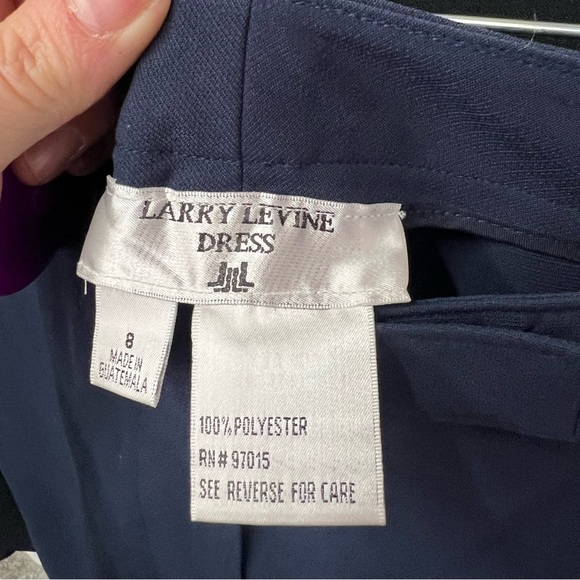 LARRY LEVINE
DRESS
8
MADE IN
GUATEMALA
100% POLYESTER
RN# 97015
SEE REVERSE FOR CARE